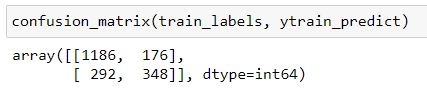 confusion_matrix(train_labels, ytrain_predict)
array([[1186,  176],
       [ 292,  348]], dtype=int64)